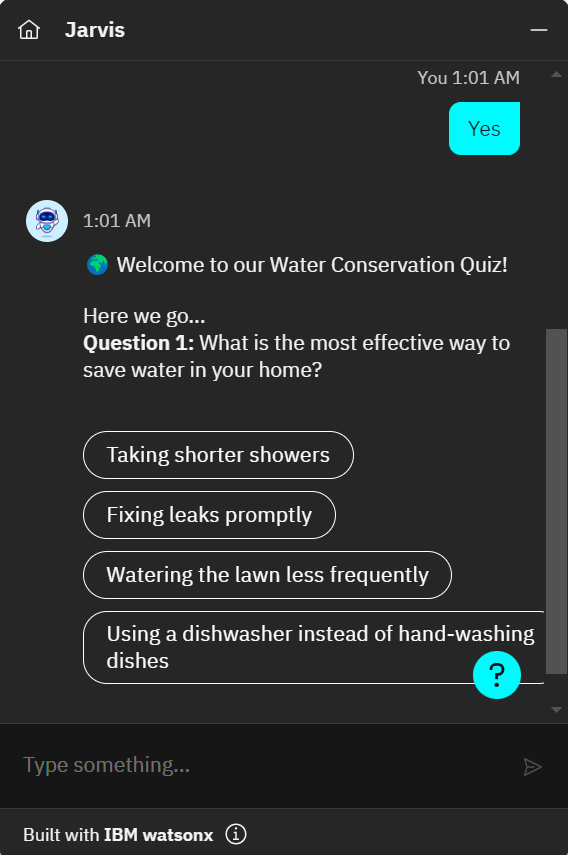 Jarvis
You 1:01 AM
Yes
1:01 AM
Welcome to our Water Conservation Quiz!
Here we go...
Question 1: What is the most effective way to
save water in your home?
Taking shorter showers
Fixing leaks promptly
Watering the lawn less frequently
Using a dishwasher instead of hand-washing
dishes
?
Type something...
Built with IBM watsonx